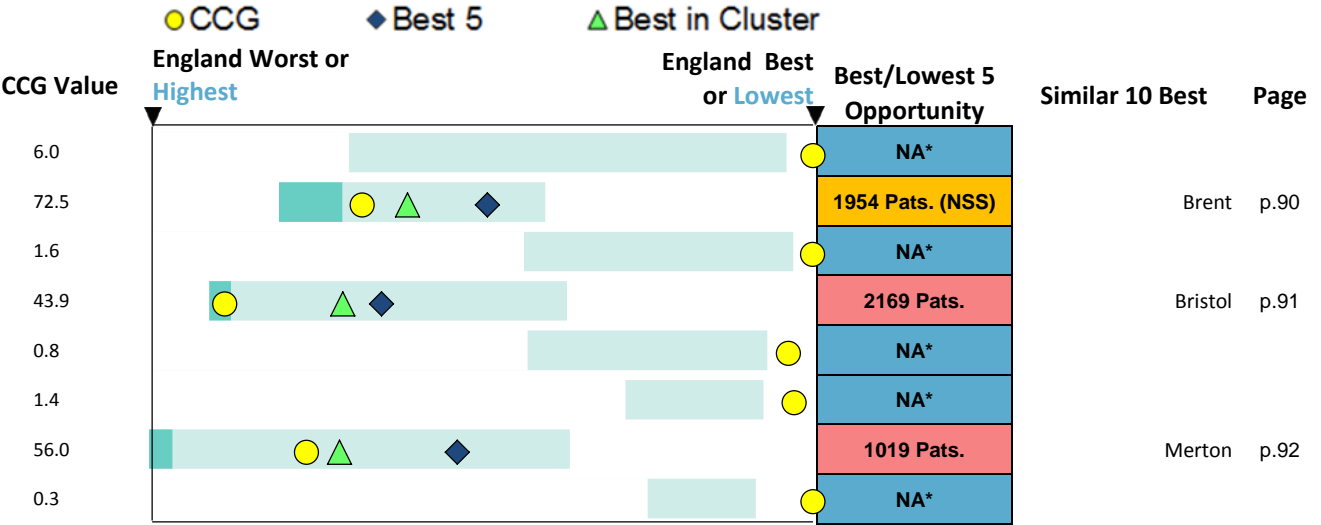 CCG Best 5 Best in Cluster
CCG Value
England Worst or
Highest
England Best
or Lowest
Best/Lowest 5
Opportunity
Similar 10 Best
Page
6.0 NA*
72.5 1954 Pats. (NSS) Brent p.90
1.6 NA*
43.9 2169 Pats. Bristol p.91
0.8 NA*
1.4 NA*
56.0 1019 Pats. Merton p.92
0.3 NA*